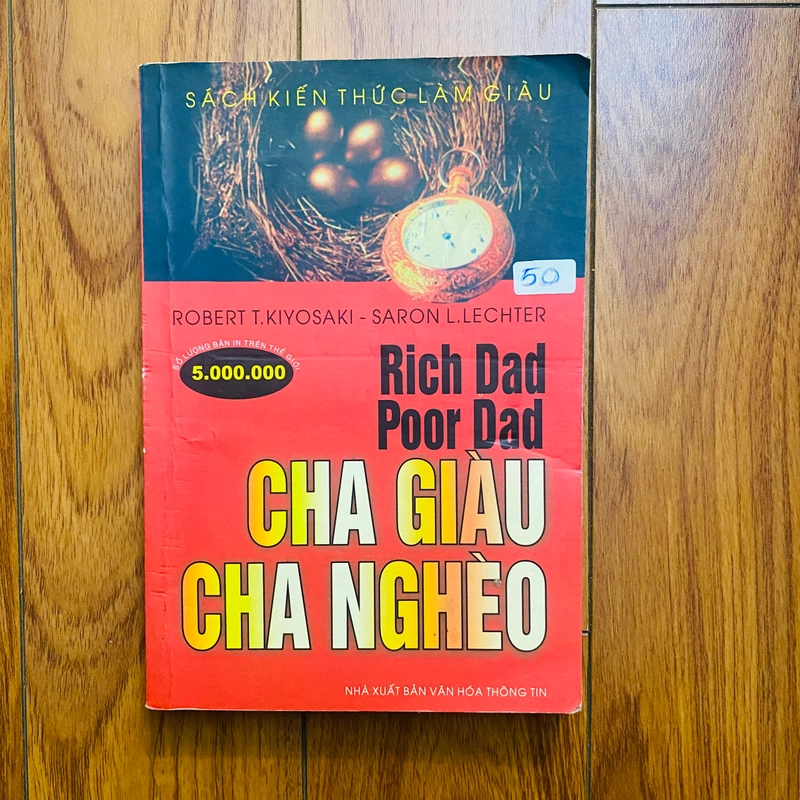 SÁCH KIẾN THỨC LÀM GIÀU
50
ROBERT T.KIYOSAKI - SARON L.LECHTER
SỐ LƯỢNG BẢN IN TRÊN THẾ GIỚI
5.000.000
Rich Dad
Poor Dad
CHA GIÀU
CHA NGHÈO
NHÀ XUẤT BẢN VĂN HÓA THÔNG TIN